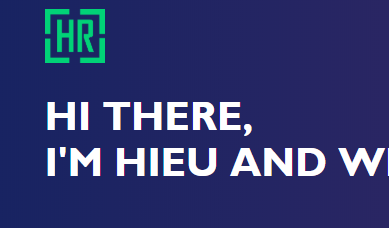 HR
HI THERE,
I'M HIEU AND